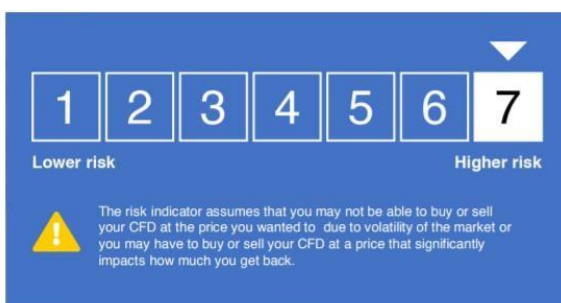 1 2 3 4 5 6 7
Lower risk Higher risk
The risk indicator assumes that you may not be able to buy or sell
your CFD at the price you wanted to due to volatility of the market or
you may have to buy or sell your CFD at a price that significantly
impacts how much you get back.